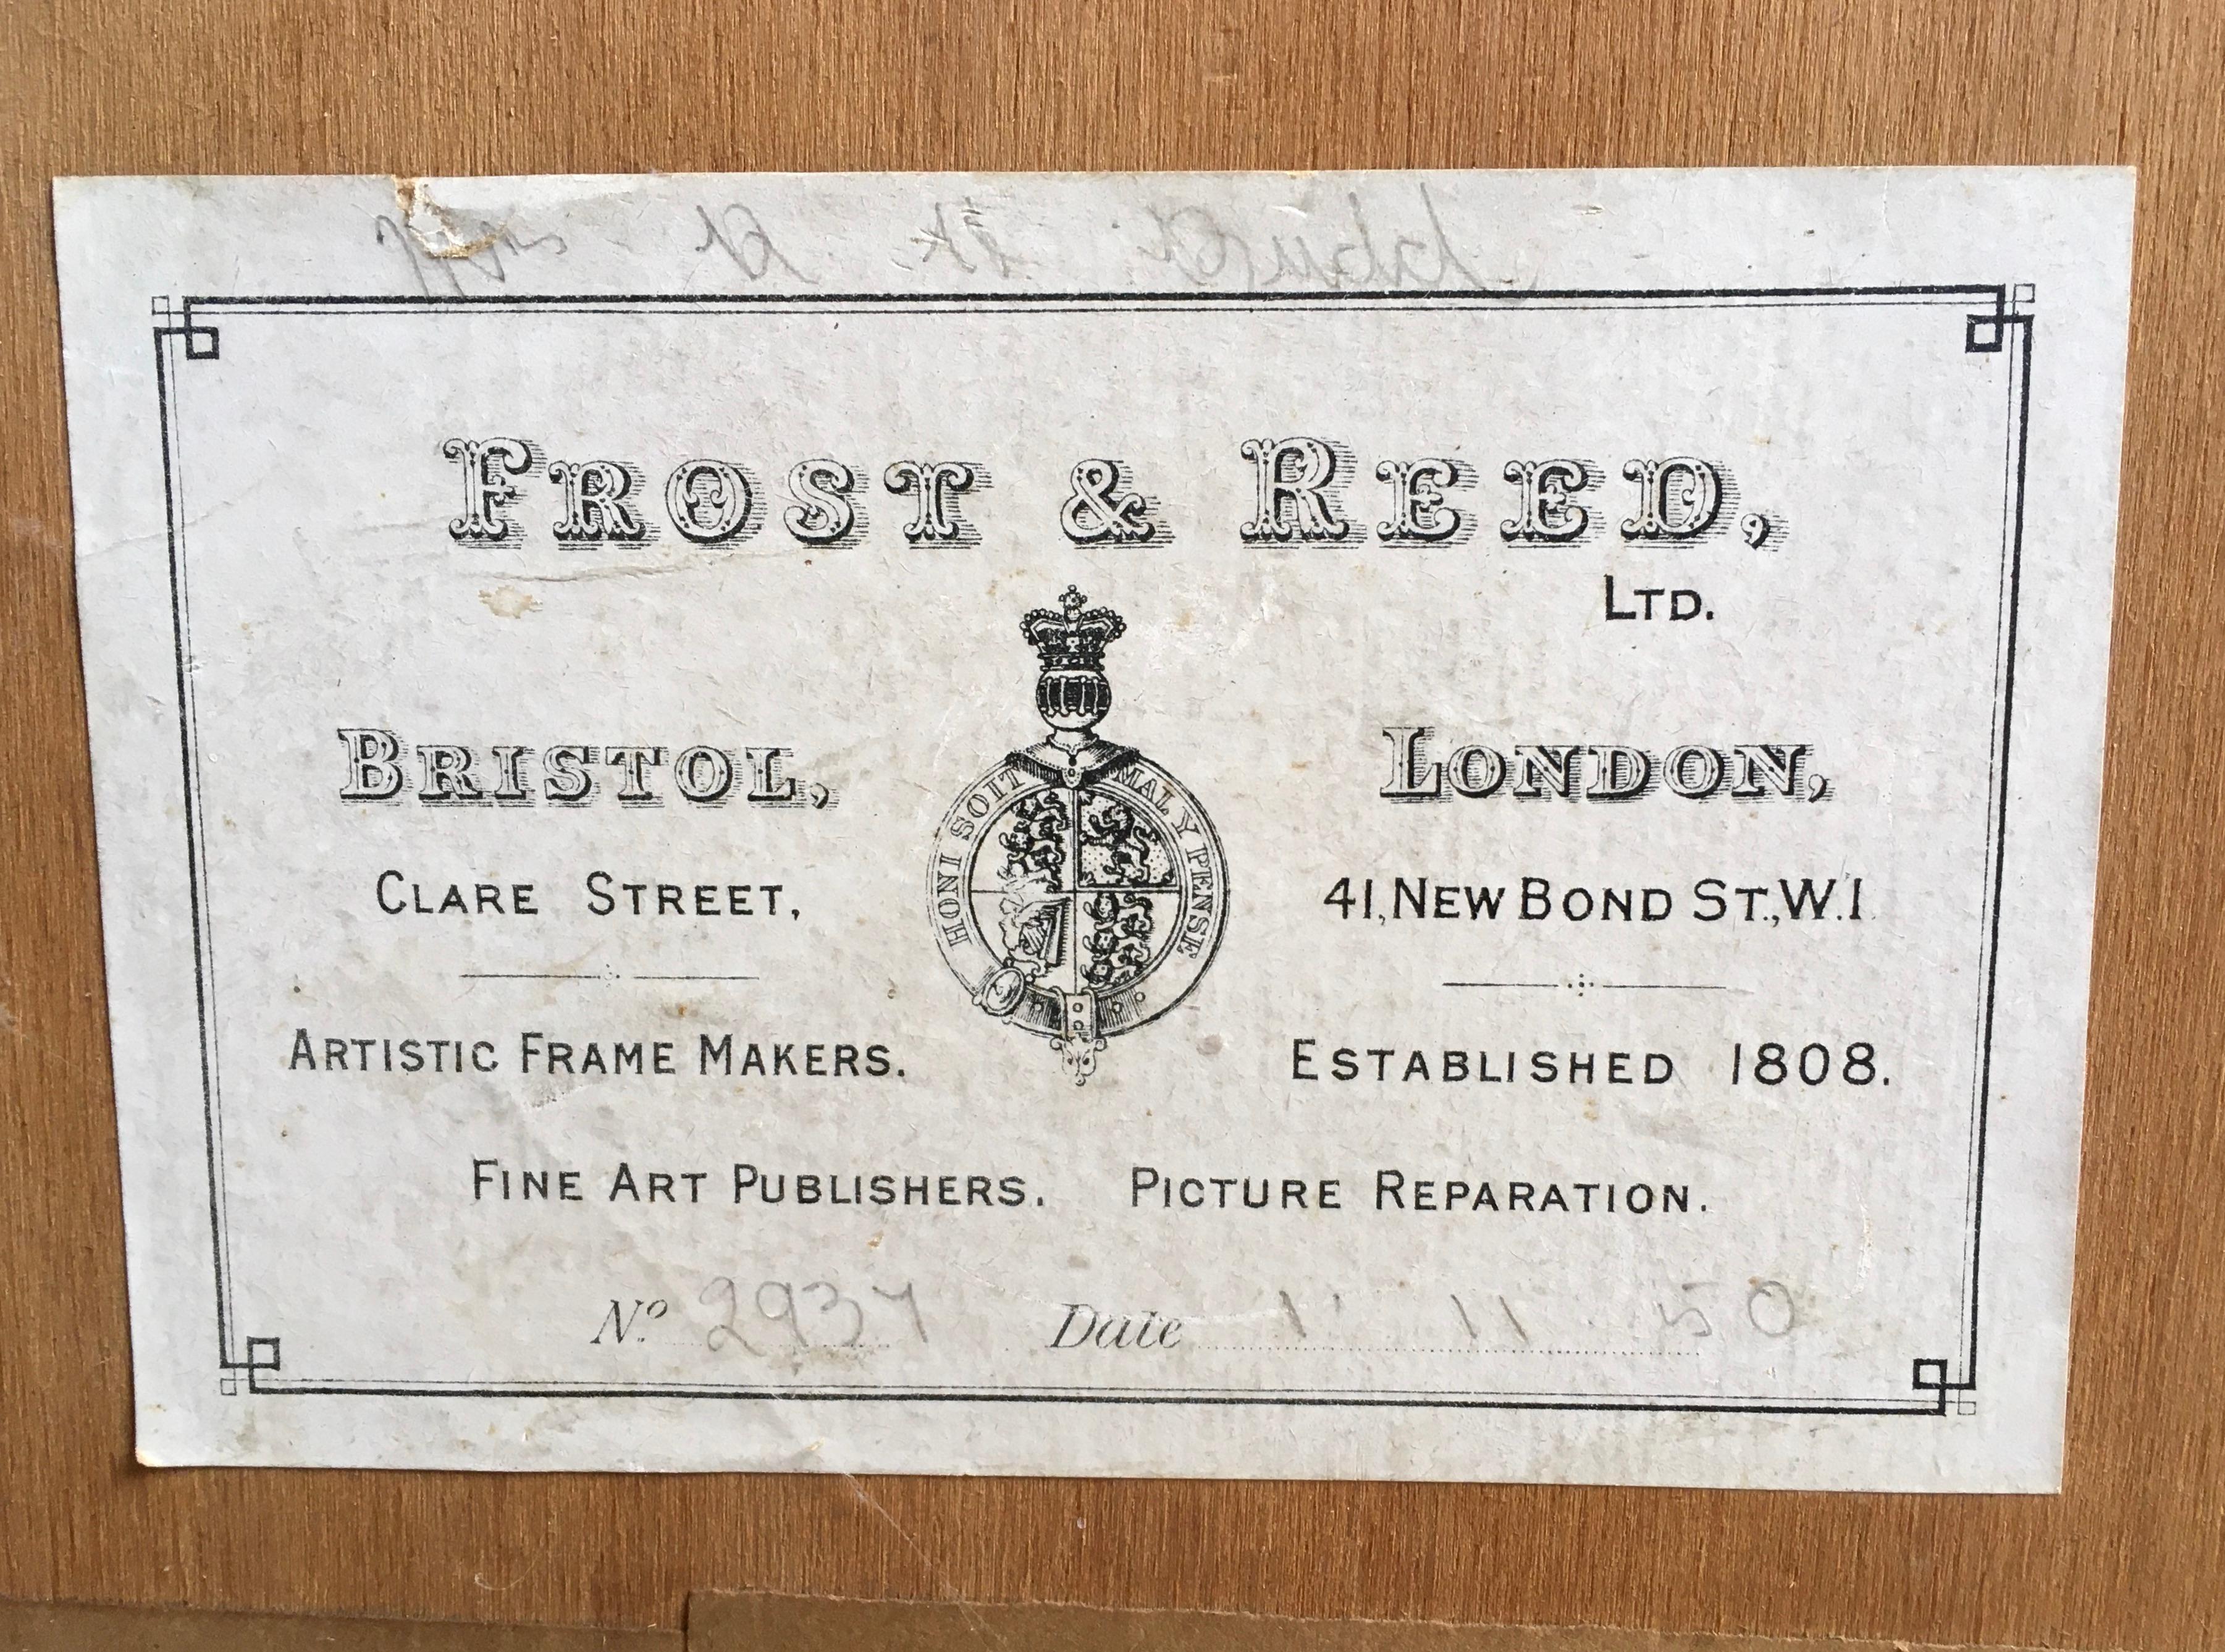 FROST & REED,
LTD.
BRISTOL,
LONDON,
CLARE STREET,
41, NEW BOND ST., W.1.
HONI SOIT MAL Y PENSE
ARTISTIC FRAME MAKERS.
ESTABLISHED 1808.
FINE ART PUBLISHERS. PICTURE REPARATION.
No. 2937 Date 1 11 50